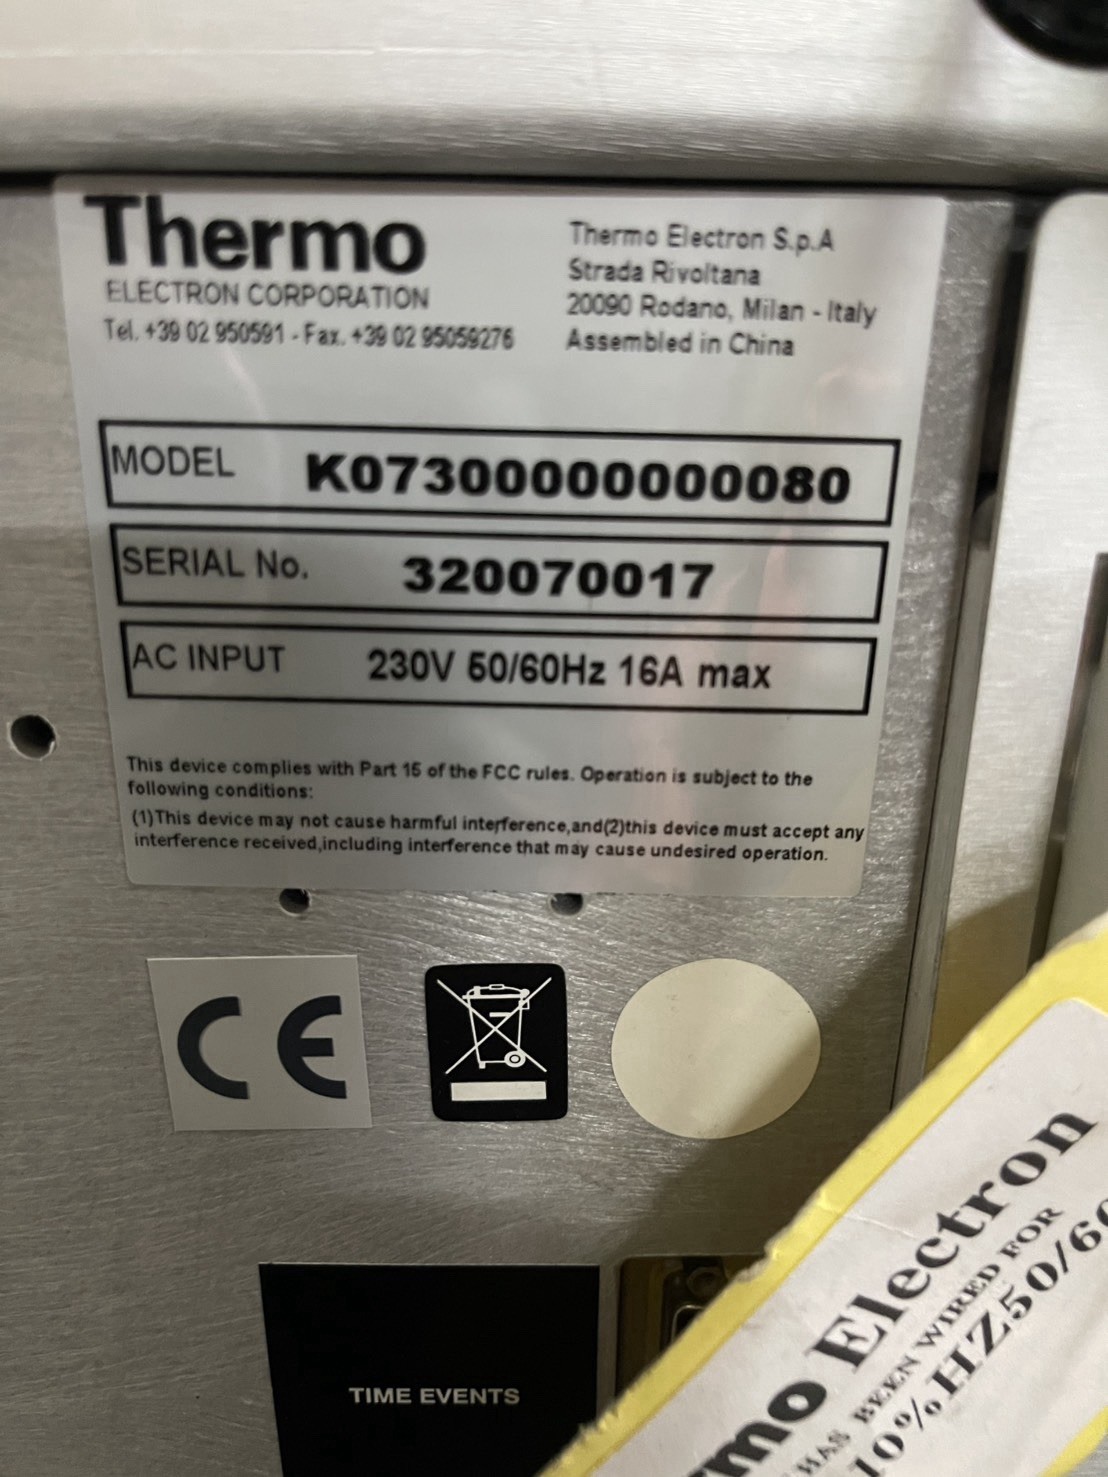 Thermo
ELECTRON CORPORATION
Tel. +39 02 950591 - Fax. +39 02 95059276
Thermo Electron S.p.A
Strada Rivoltana
20090 Rodano, Milan - Italy
Assembled in China
MODEL K07300000000080
SERIAL No. 320070017
AC INPUT 230V 50/60Hz 16A max
This device complies with Part 15 of the FCC rules. Operation is subject to the
following conditions:
(1)This device may not cause harmful interference,and(2)this device must accept any
interference received,including interference that may cause undesired operation.
CE
TIME EVENTS
rmo Electron
HAS BEEN WIRED FOR
10%HZ50/60